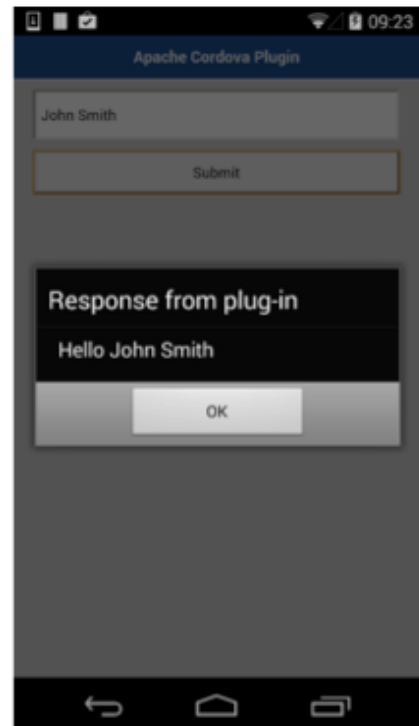 09:23
Apache Cordova Plugin
John Smith
Submit
Response from plug-in
Hello John Smith
OK